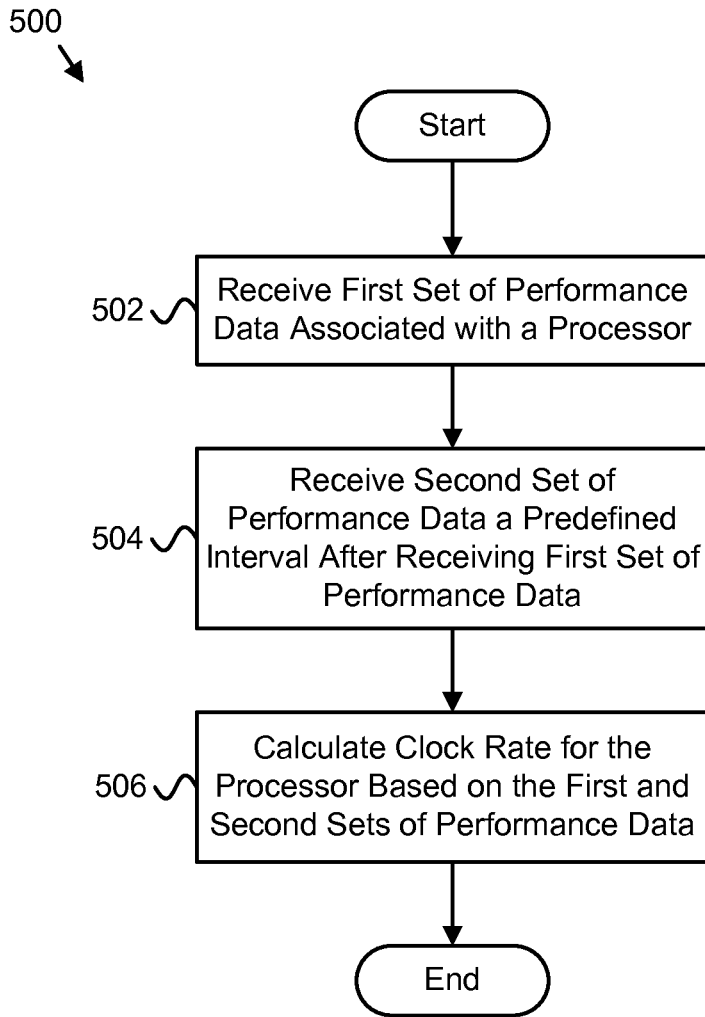 500
Start
502
Receive First Set of Performance
Data Associated with a Processor
504
Receive Second Set of
Performance Data a Predefined
Interval After Receiving First Set of
Performance Data
506
Calculate Clock Rate for the
Processor Based on the First and
Second Sets of Performance Data
End